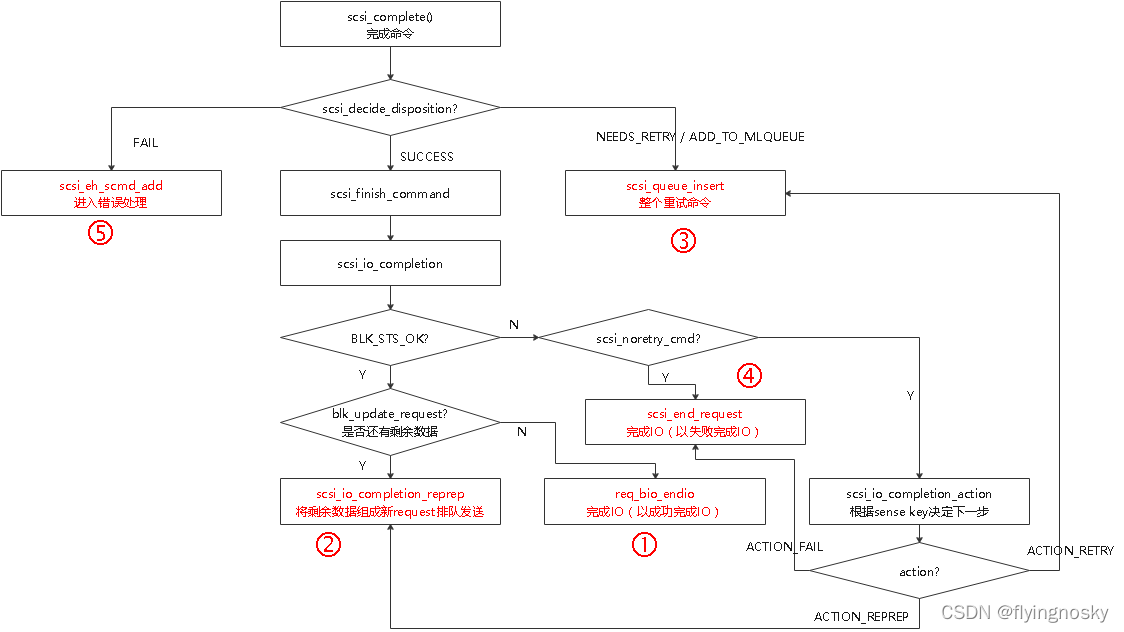 scsi_complete()
完成命令
scsi_decide_disposition?
FAIL
SUCCESS
NEEDS_RETRY / ADD_TO_MLQUEUE
scsi_eh_scmd_add
进入错误处理
⑤
scsi_finish_command
scsi_queue_insert
整个重试命令
③
scsi_io_completion
BLK_STS_OK?
N
scsi_noretry_cmd?
Y
Y
④
Y
blk_update_request?
是否还有剩余数据
N
scsi_end_request
完成IO（以失败完成IO）
Y
scsi_io_completion_reprep
将剩余数据组成新request排队发送
②
req_bio_endio
完成IO（以成功完成IO）
①
scsi_io_completion_action
根据sense key决定下一步
ACTION_FAIL
ACTION_RETRY
action?
ACTION_REPREP
CSDN @flyingnosky